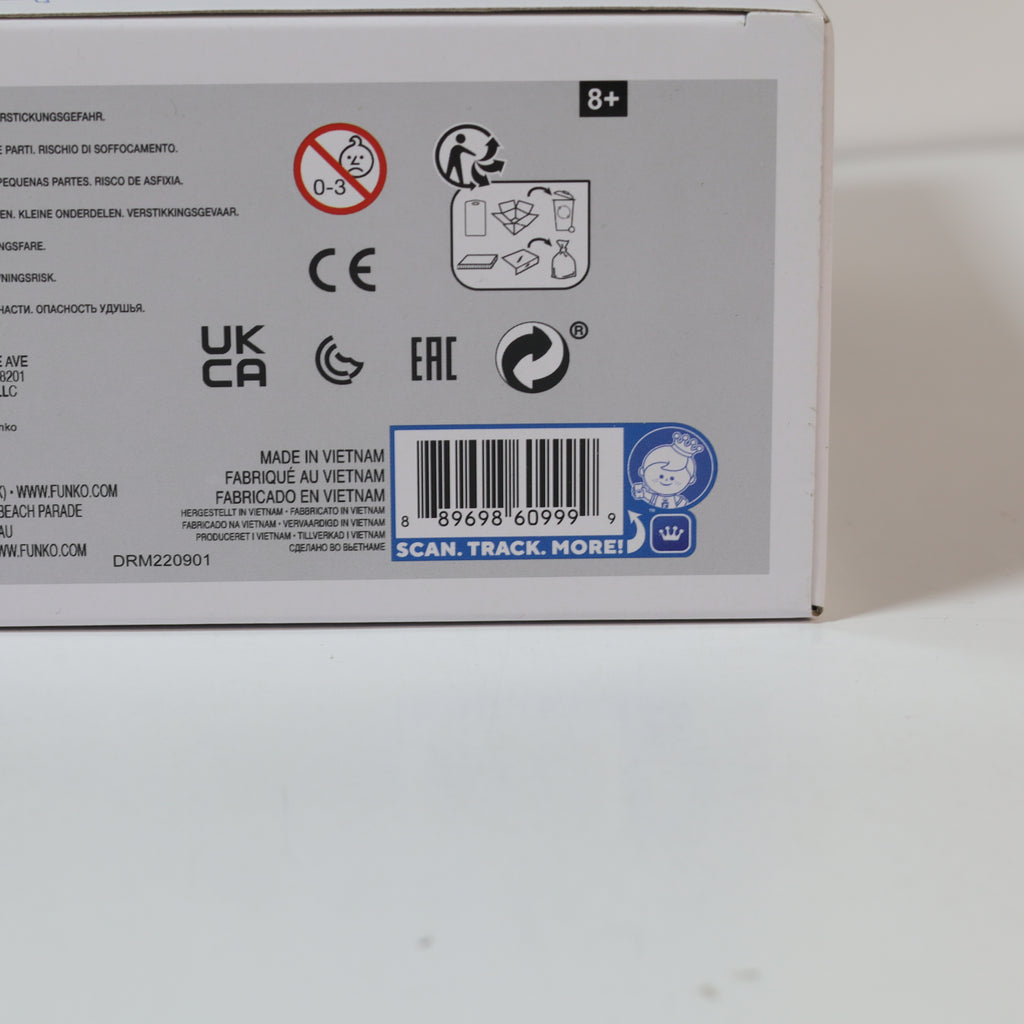 8+
RSTICKUNGSGEFAHR.
E PARTI. RISCHIO DI SOFFOCAMENTO.
PEQUENAS PARTES. RISCO DE ASFIXIA.
EN. KLEINE ONDERDELEN. VERSTIKKINGSGEVAAR.
NGSFARE.
NINGSRISK.
ЧАСТИ. ОПАСНОСТЬ УДУШЬЯ.
0-3
CE
UK
CA
EAC
®
E AVE
8201
LLC
nko
) • WWW.FUNKO.COM
BEACH PARADE
AU
WW.FUNKO.COM
DRM220901
MADE IN VIETNAM
FABRIQUÉ AU VIETNAM
FABRICADO EN VIETNAM
HERGESTELLT IN VIETNAM • FABBRICATO IN VIETNAM
FABRICADO NA VIETNAM • VERVAARDIGD IN VIETNAM
PRODUCERET I VIETNAM • TILLVERKAD I VIETNAM
СДЕЛАНО ВО ВЬЕТНАМЕ
8 89698 60999 9
SCAN. TRACK. MORE!